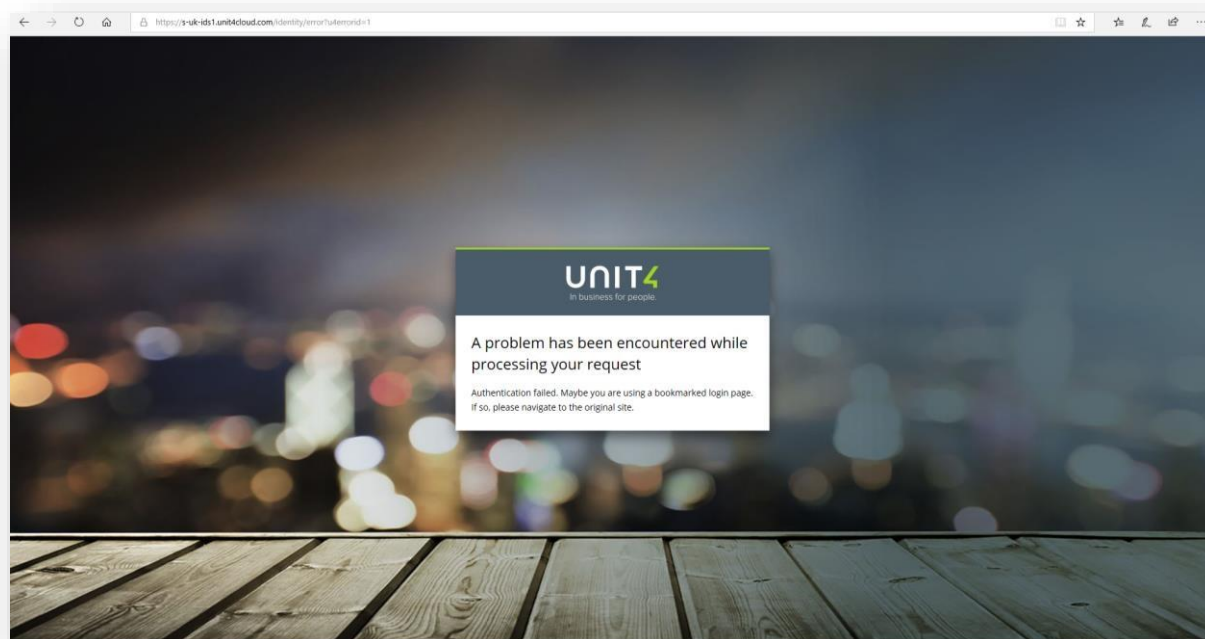 https://s-uk-ids1.unit4cloud.com/identity/error?u4errorid=1
UNIT4
In business for people.
A problem has been encountered while
processing your request
Authentication failed. Maybe you are using a bookmarked login page.
If so, please navigate to the original site.